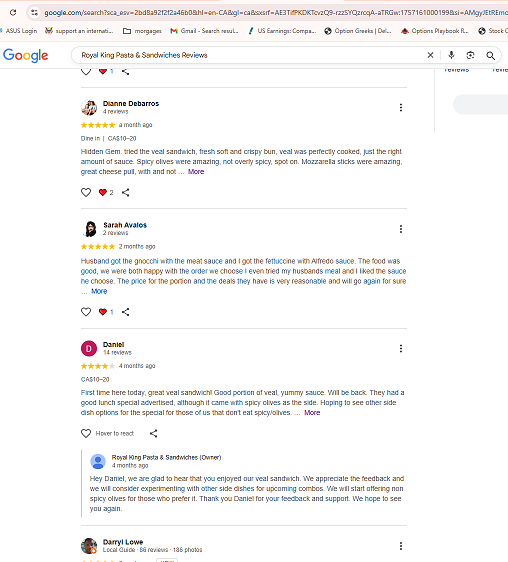 google.com/search?sca_esv=2bd8a92f2f2a46b0&hl=en-CA&gl=ca&sxsrf=AE3TifPKDKTcvzQ9-rzzSYQzrcqA-aTRGw:1757161000199&si=AMgyJEtREmo
ASUS Login
support an internati...
morgages
Gmail - Search resul...
US Earnings: Compa...
Option Greeks | Del...
Options Playbook R...
Stock C
Google
Royal King Pasta & Sandwiches Reviews
1
reviews
Dianne Debarros
4 reviews
a month ago
Dine in | CA$10–20
Hidden Gem. tried the veal sandwich, fresh soft and crispy bun, veal was perfectly cooked, just the right
amount of sauce. Spicy olives were amazing, not overly spicy, spot on. Mozzarella sticks were amazing,
great cheese pull, with and not ... More
2
Sarah Avalos
2 reviews
2 months ago
Husband got the gnocchi with the meat sauce and I got the fettuccine with Alfredo sauce. The food was
good, we were both happy with the order we choose I even tried my husbands meal and I liked the sauce
he choose. The price for the portion and the deals they have is very reasonable and will go again for sure
... More
1
D
Daniel
14 reviews
4 months ago
CA$10–20
First time here today, great veal sandwich! Good portion of veal, yummy sauce. Will be back. They had a
good lunch special advertised, although it came with spicy olives as the side. Hoping to see other side
dish options for the special for those of us that don't eat spicy/olives. ... More
Hover to react
Royal King Pasta & Sandwiches (Owner)
4 months ago
Hey Daniel, we are glad to hear that you enjoyed our veal sandwich. We appreciate the feedback and
we will consider experimenting with other side dishes for upcoming combos. We will start offering non
spicy olives for those who prefer it. Thank you Daniel for your feedback and support. We hope to see
you again.
Darryl Lowe
Local Guide · 86 reviews · 186 photos